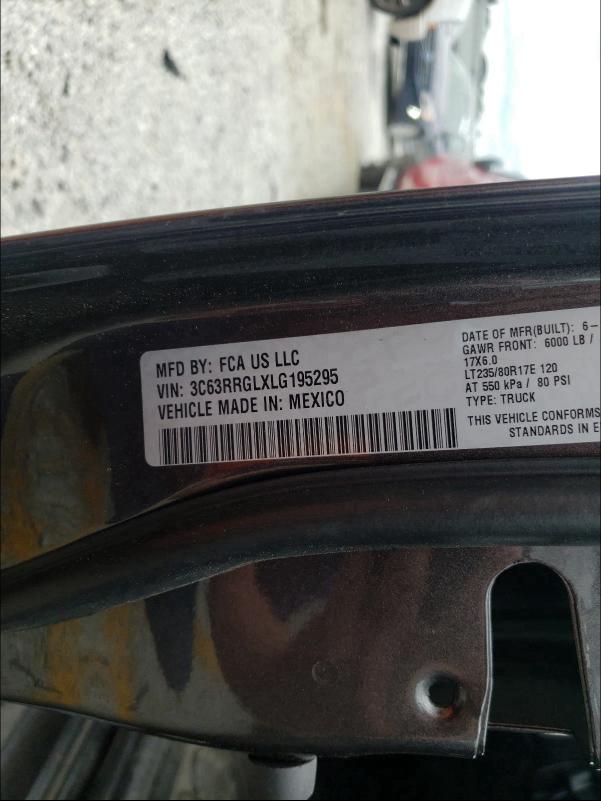 MFD BY: FCA US LLC
VIN: 3C63RRGLXLG195295
VEHICLE MADE IN: MEXICO
DATE OF MFR(BUILT): 6-
GAWR FRONT: 6000 LB /
17X6.0
LT235/80R17E 120
AT 550 kPa / 80 PSI
TYPE: TRUCK
THIS VEHICLE CONFORMS
STANDARDS IN E